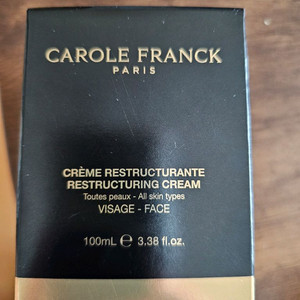 CAROLE FRANCK
PARIS
CRÈME RESTRUCTURANTE
RESTRUCTURING CREAM
Toutes peaux - All skin types
VISAGE - FACE
100mL ℮ 3.38 fl.oz.